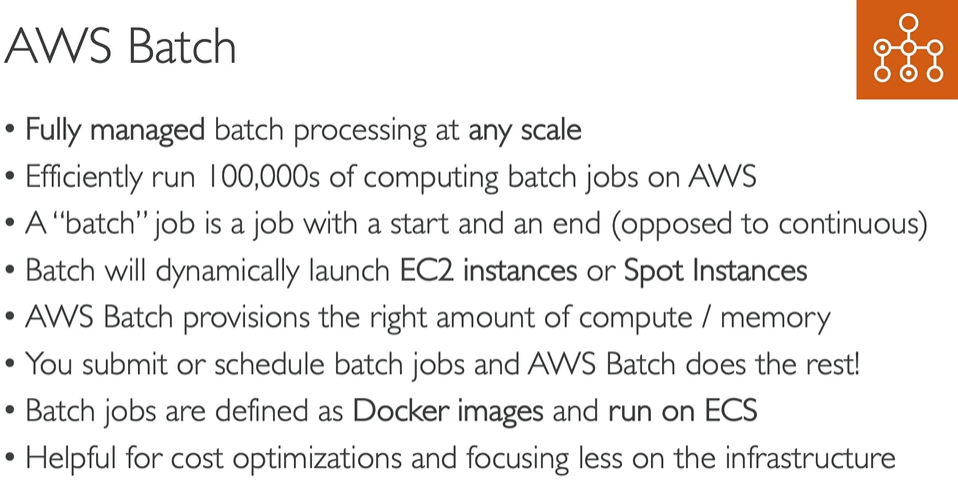 AWS Batch
• Fully managed batch processing at any scale
• Efficiently run 100,000s of computing batch jobs on AWS
• A “batch” job is a job with a start and an end (opposed to continuous)
• Batch will dynamically launch EC2 instances or Spot Instances
• AWS Batch provisions the right amount of compute / memory
• You submit or schedule batch jobs and AWS Batch does the rest!
• Batch jobs are defined as Docker images and run on ECS
• Helpful for cost optimizations and focusing less on the infrastructure